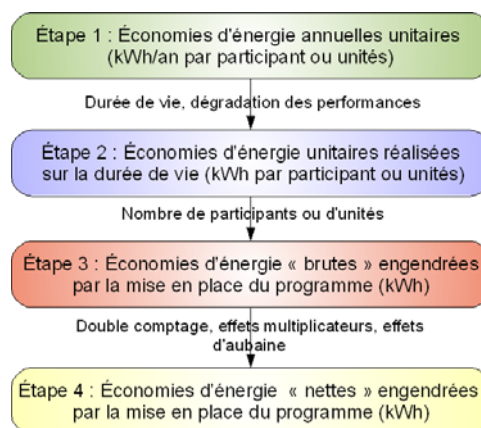 Étape 1 : Économies d'énergie annuelles unitaires
(kWh/an par participant ou unités)
Durée de vie, dégradation des performances
Étape 2 : Économies d'énergie unitaires réalisées
sur la durée de vie (kWh par participant ou unités)
Nombre de participants ou d'unités
Étape 3 : Économies d'énergie « brutes » engendrées
par la mise en place du programme (kWh)
Double comptage, effets multiplicateurs, effets
d'aubaine
Étape 4 : Économies d'énergie « nettes » engendrées
par la mise en place du programme (kWh)